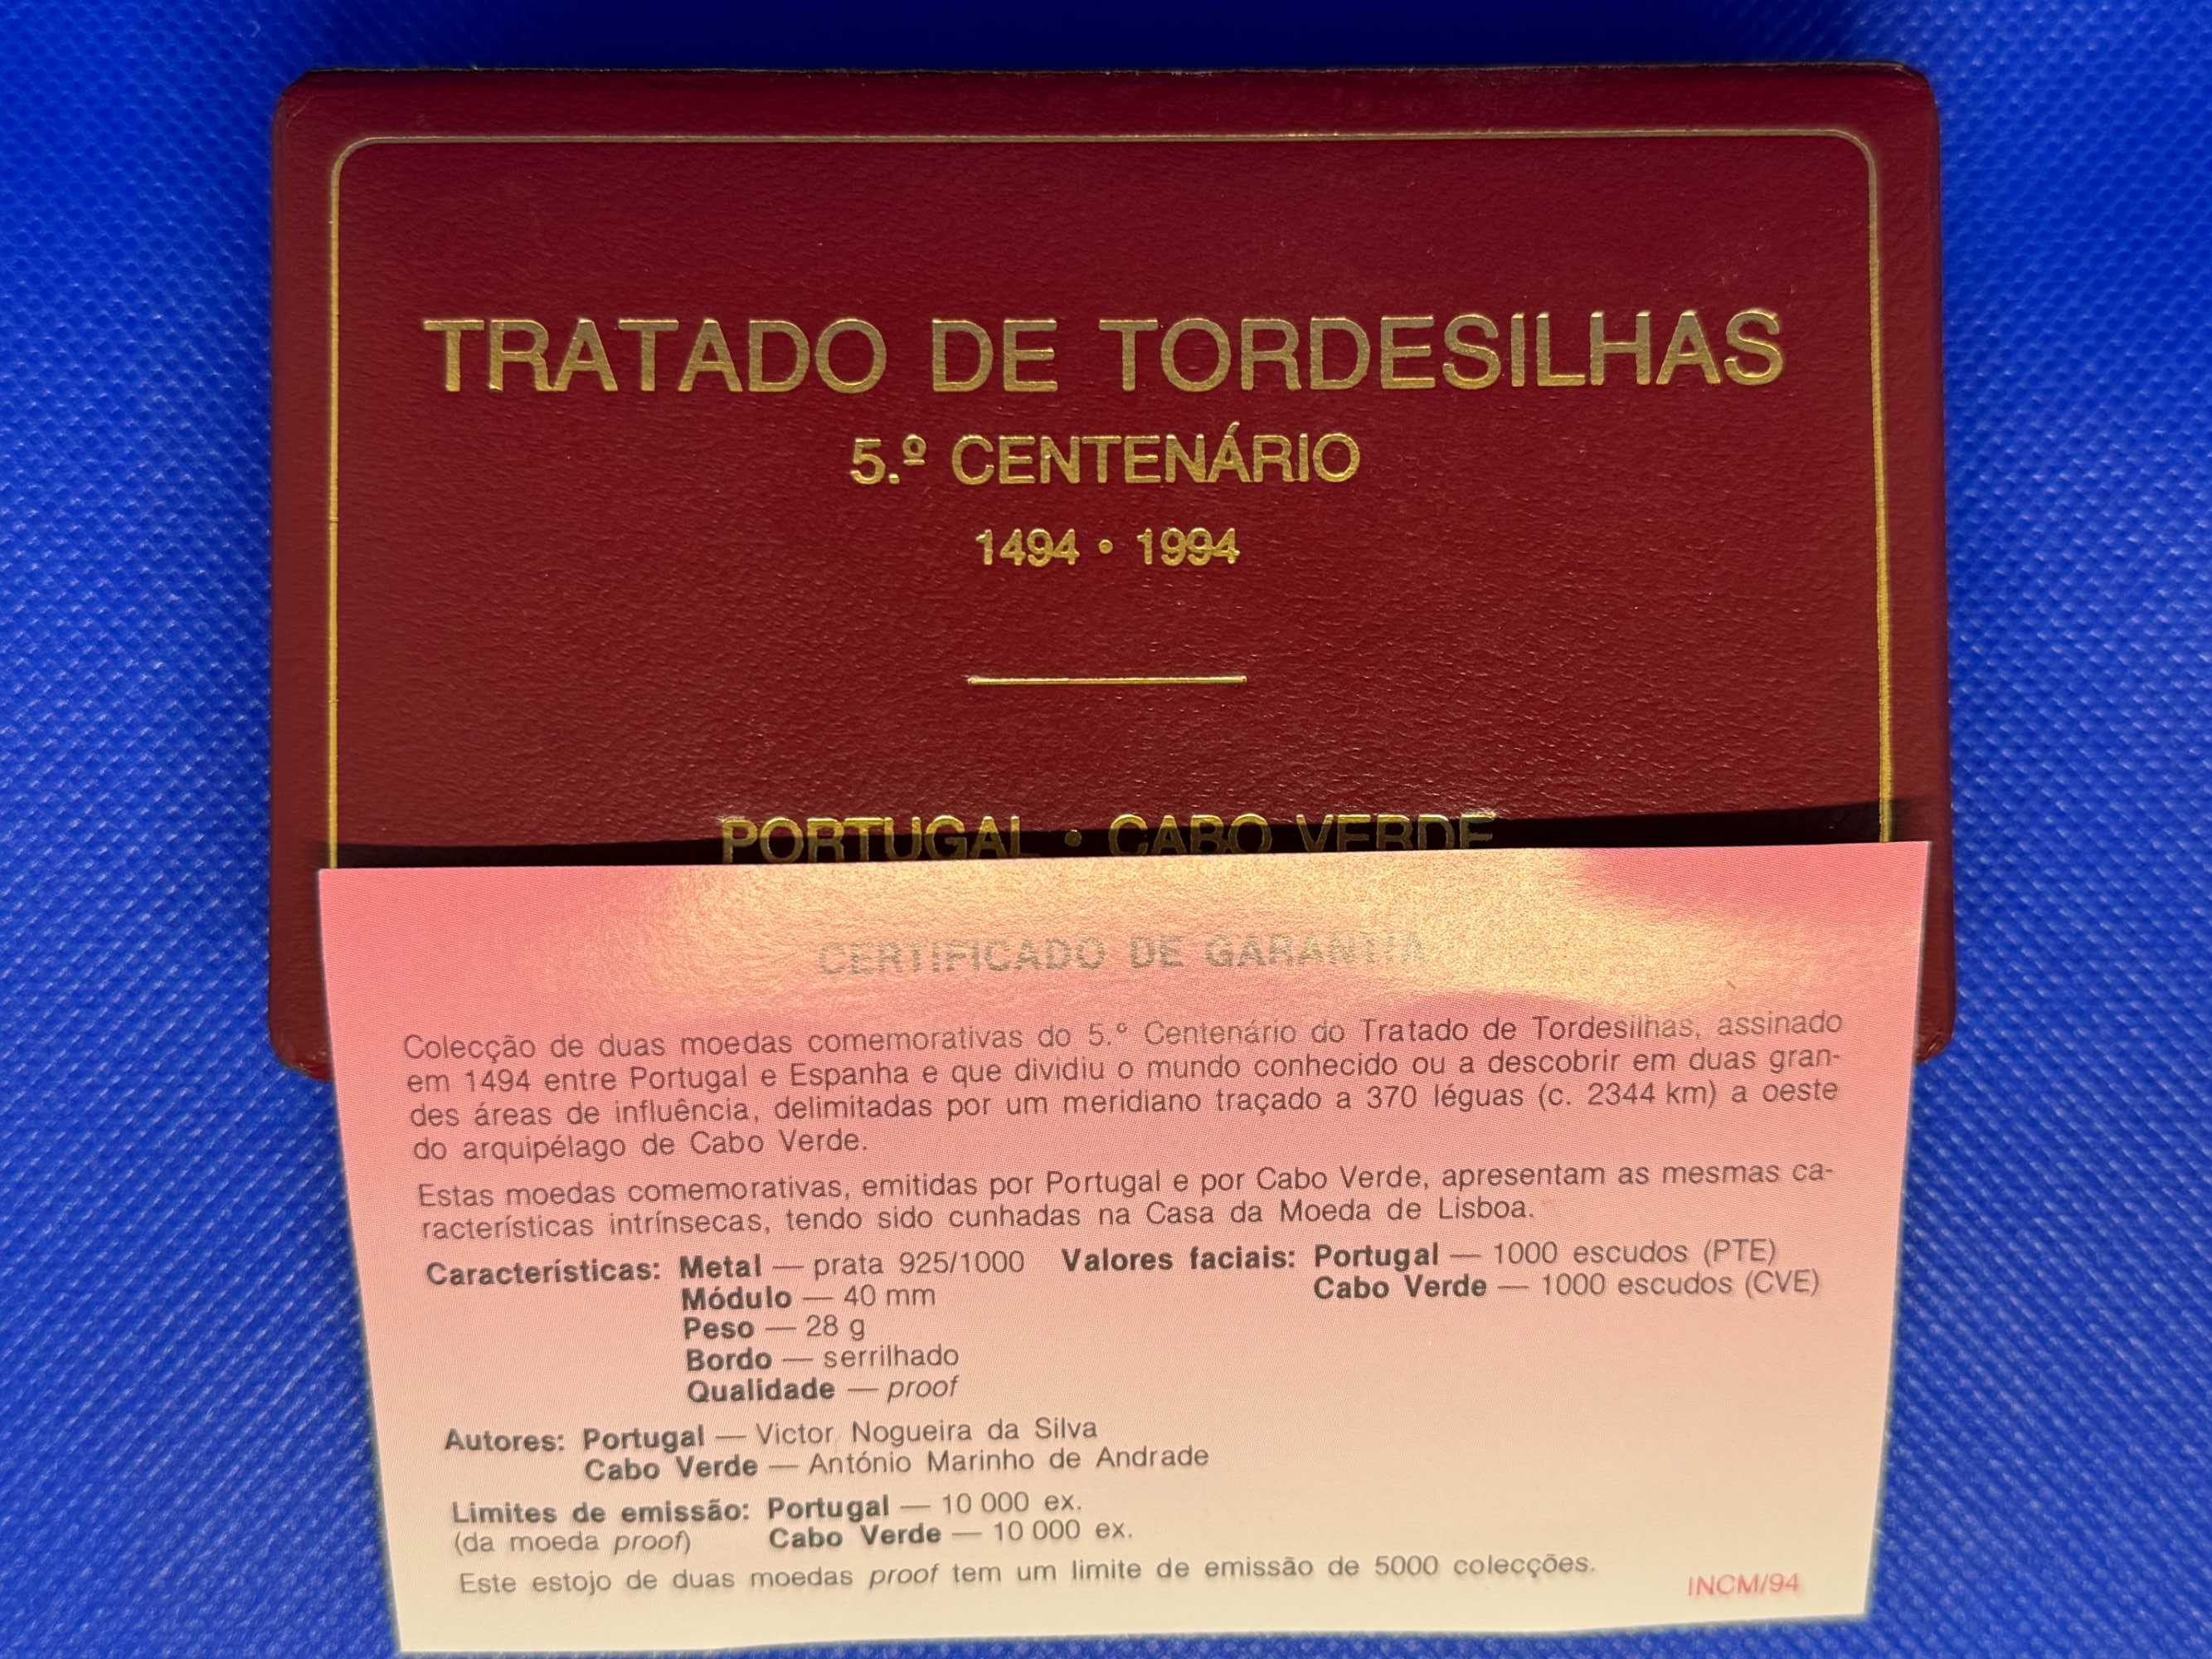 TRATADO DE TORDESILHAS
5.º CENTENÁRIO
1494 • 1994
PORTUGAL • CABO VERDE
CERTIFICADO DE GARANTIA
Colecção de duas moedas comemorativas do 5.º Centenário do Tratado de Tordesilhas, assinado
em 1494 entre Portugal e Espanha e que dividiu o mundo conhecido ou a descobrir em duas gran-
des áreas de influência, delimitadas por um meridiano traçado a 370 léguas (c. 2344 km) a oeste
do arquipélago de Cabo Verde.
Estas moedas comemorativas, emitidas por Portugal e por Cabo Verde, apresentam as mesmas ca-
racterísticas intrínsecas, tendo sido cunhadas na Casa da Moeda de Lisboa.
Características: Metal — prata 925/1000 Valores faciais: Portugal — 1000 escudos (PTE)
Módulo — 40 mm Cabo Verde — 1000 escudos (CVE)
Peso — 28 g
Bordo — serrilhado
Qualidade — proof
Autores: Portugal — Victor Nogueira da Silva
Cabo Verde — António Marinho de Andrade
Limites de emissão: Portugal — 10 000 ex.
(da moeda proof) Cabo Verde — 10 000 ex.
Este estojo de duas moedas proof tem um limite de emissão de 5000 colecções.
INCM/94